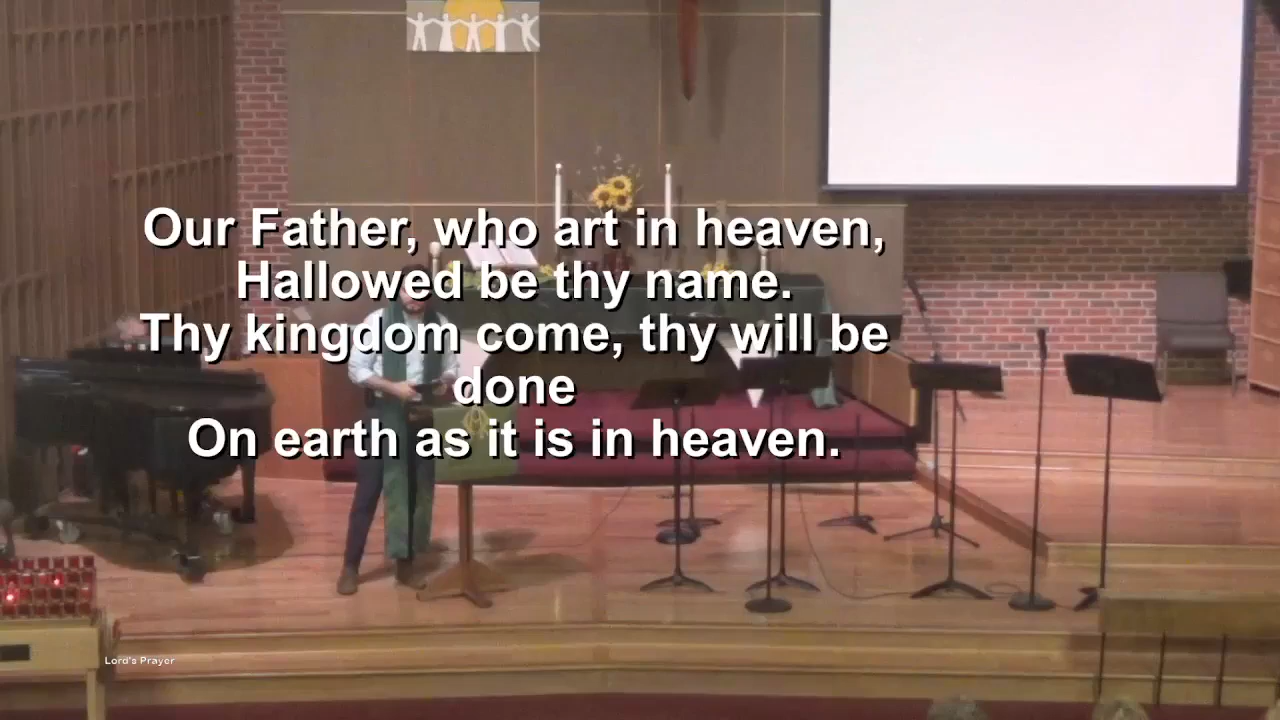 Our Father, who art in heaven,
Hallowed be thy name.
Thy kingdom come, thy will be
done
On earth as it is in heaven.
Lord's Prayer